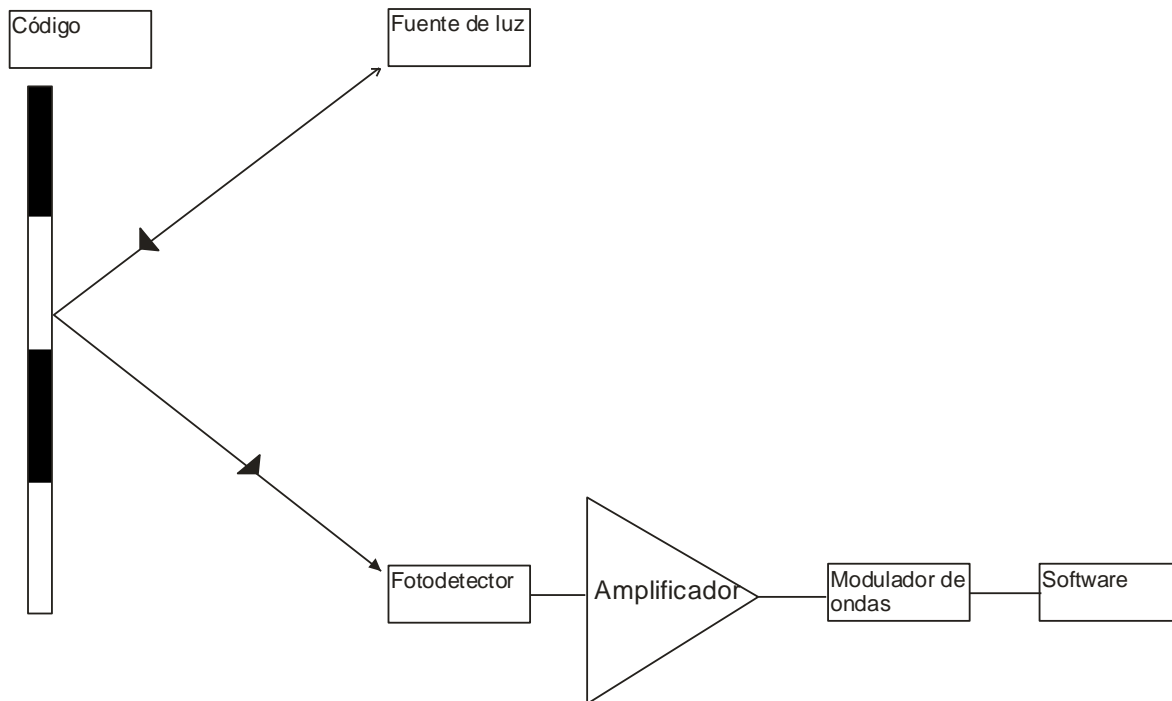 Código
Fuente de luz
Fotodetector
Amplificador
Modulador de
ondas
Software